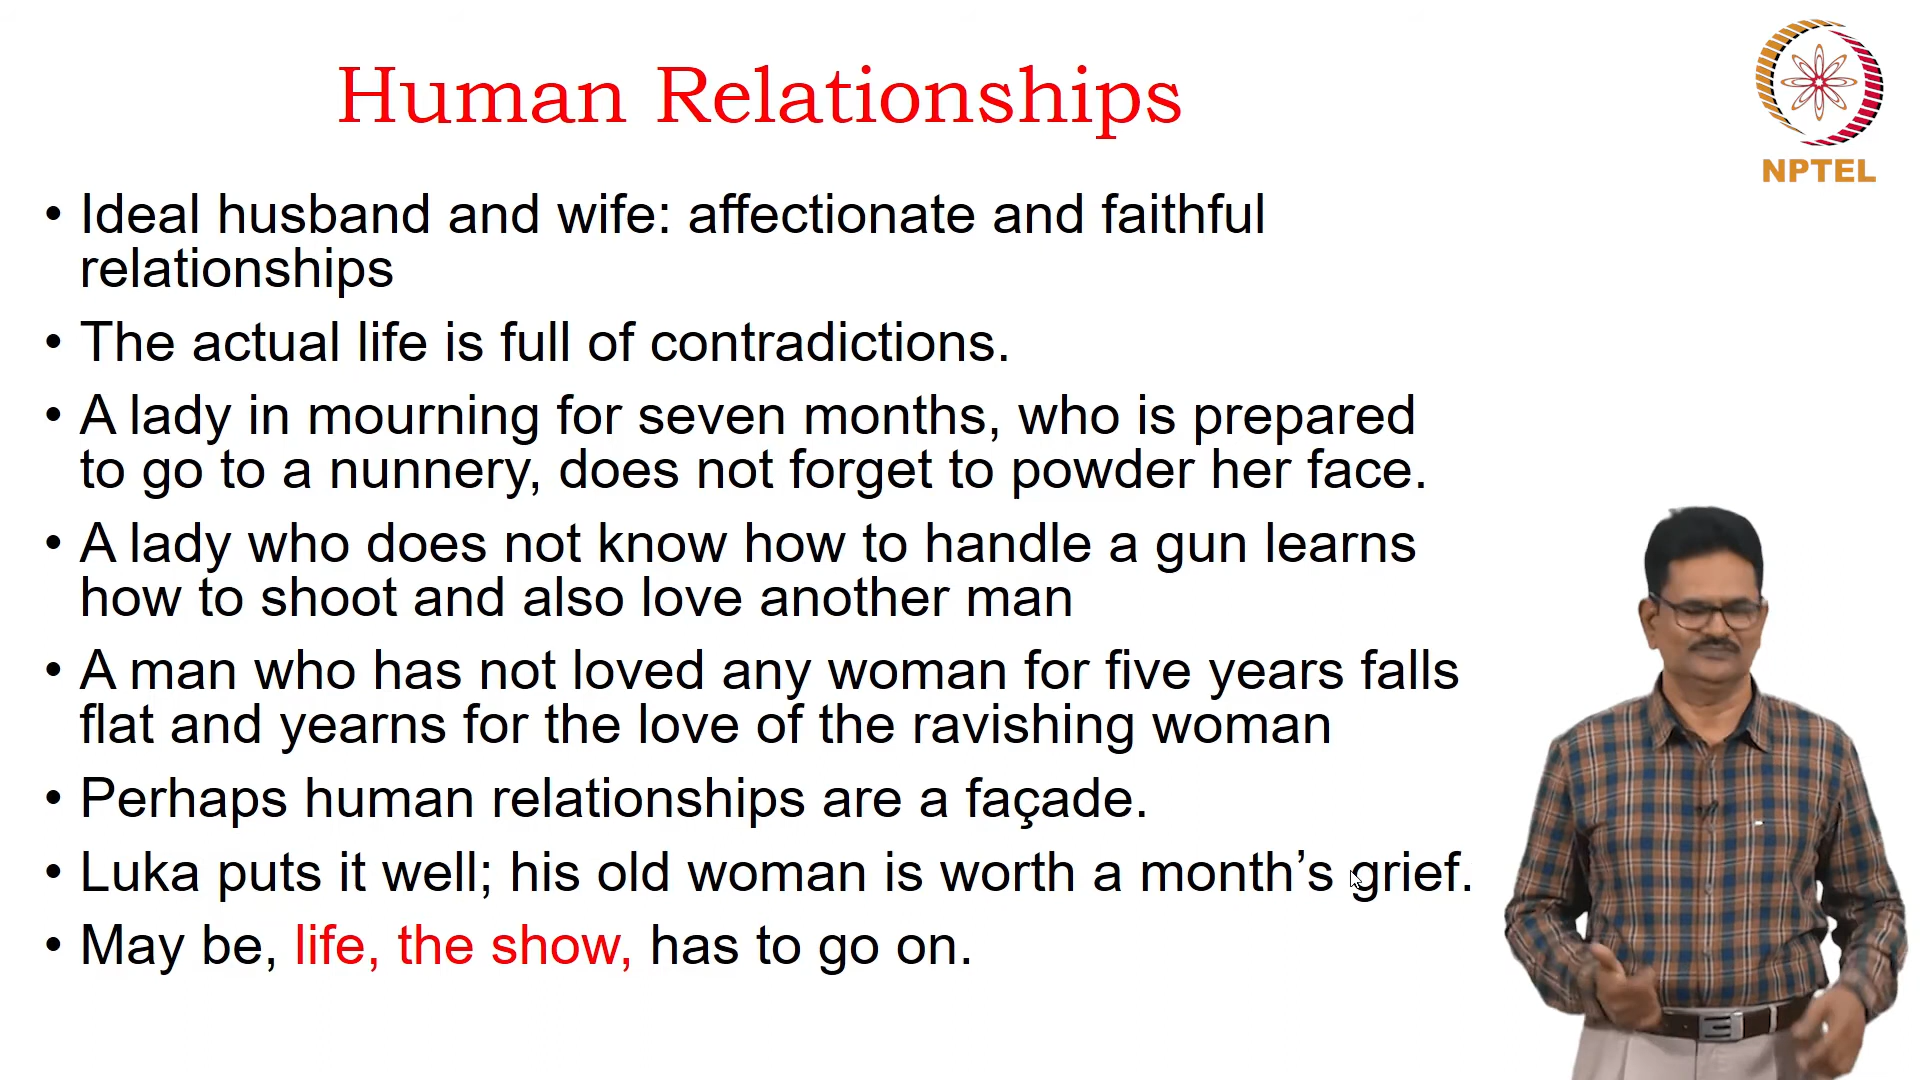 Human Relationships
NPTEL
• Ideal husband and wife: affectionate and faithful
relationships
• The actual life is full of contradictions.
• A lady in mourning for seven months, who is prepared
to go to a nunnery, does not forget to powder her face.
• A lady who does not know how to handle a gun learns
how to shoot and also love another man
• A man who has not loved any woman for five years falls
flat and yearns for the love of the ravishing woman
• Perhaps human relationships are a façade.
• Luka puts it well; his old woman is worth a month’s grief.
• May be, life, the show, has to go on.